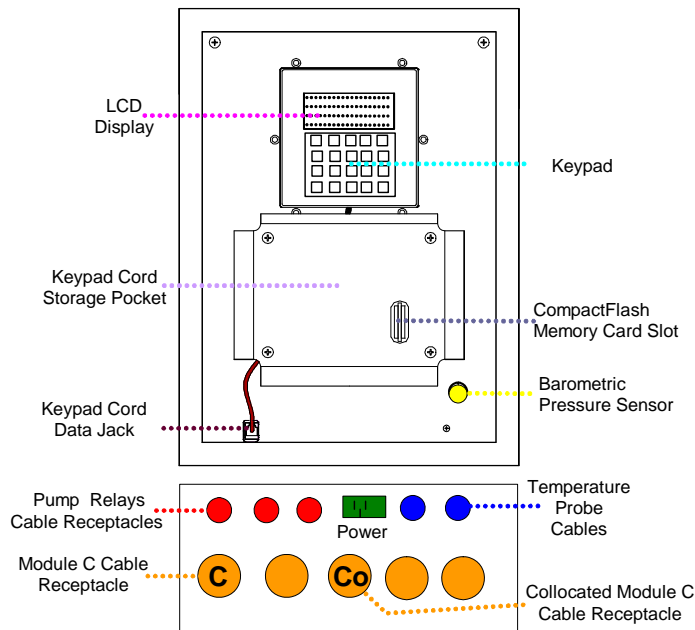 LCD
Display
Keypad
Keypad Cord
Storage Pocket
CompactFlash
Memory Card Slot
Barometric
Pressure Sensor
Keypad Cord
Data Jack
Pump Relays
Cable Receptacles
Power
Temperature
Probe
Cables
Module C Cable
Receptacle
C
Co
Collocated Module C
Cable Receptacle